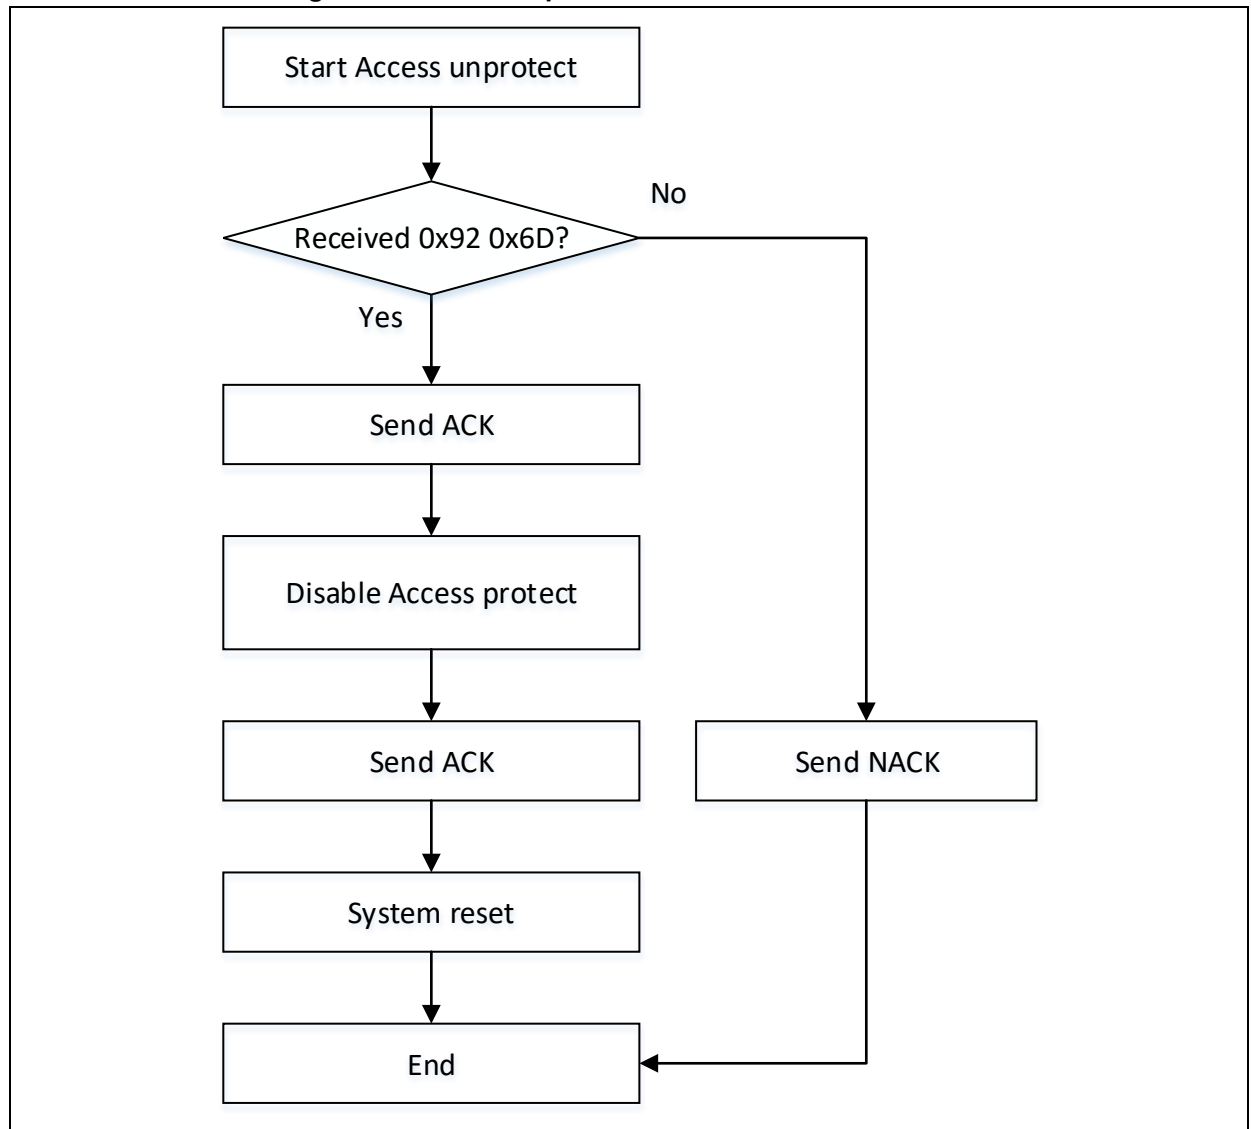 Start Access unprotect
No
Received 0x92 0x6D?
Yes
Send ACK
Disable Access protect
Send ACK
Send NACK
System reset
End